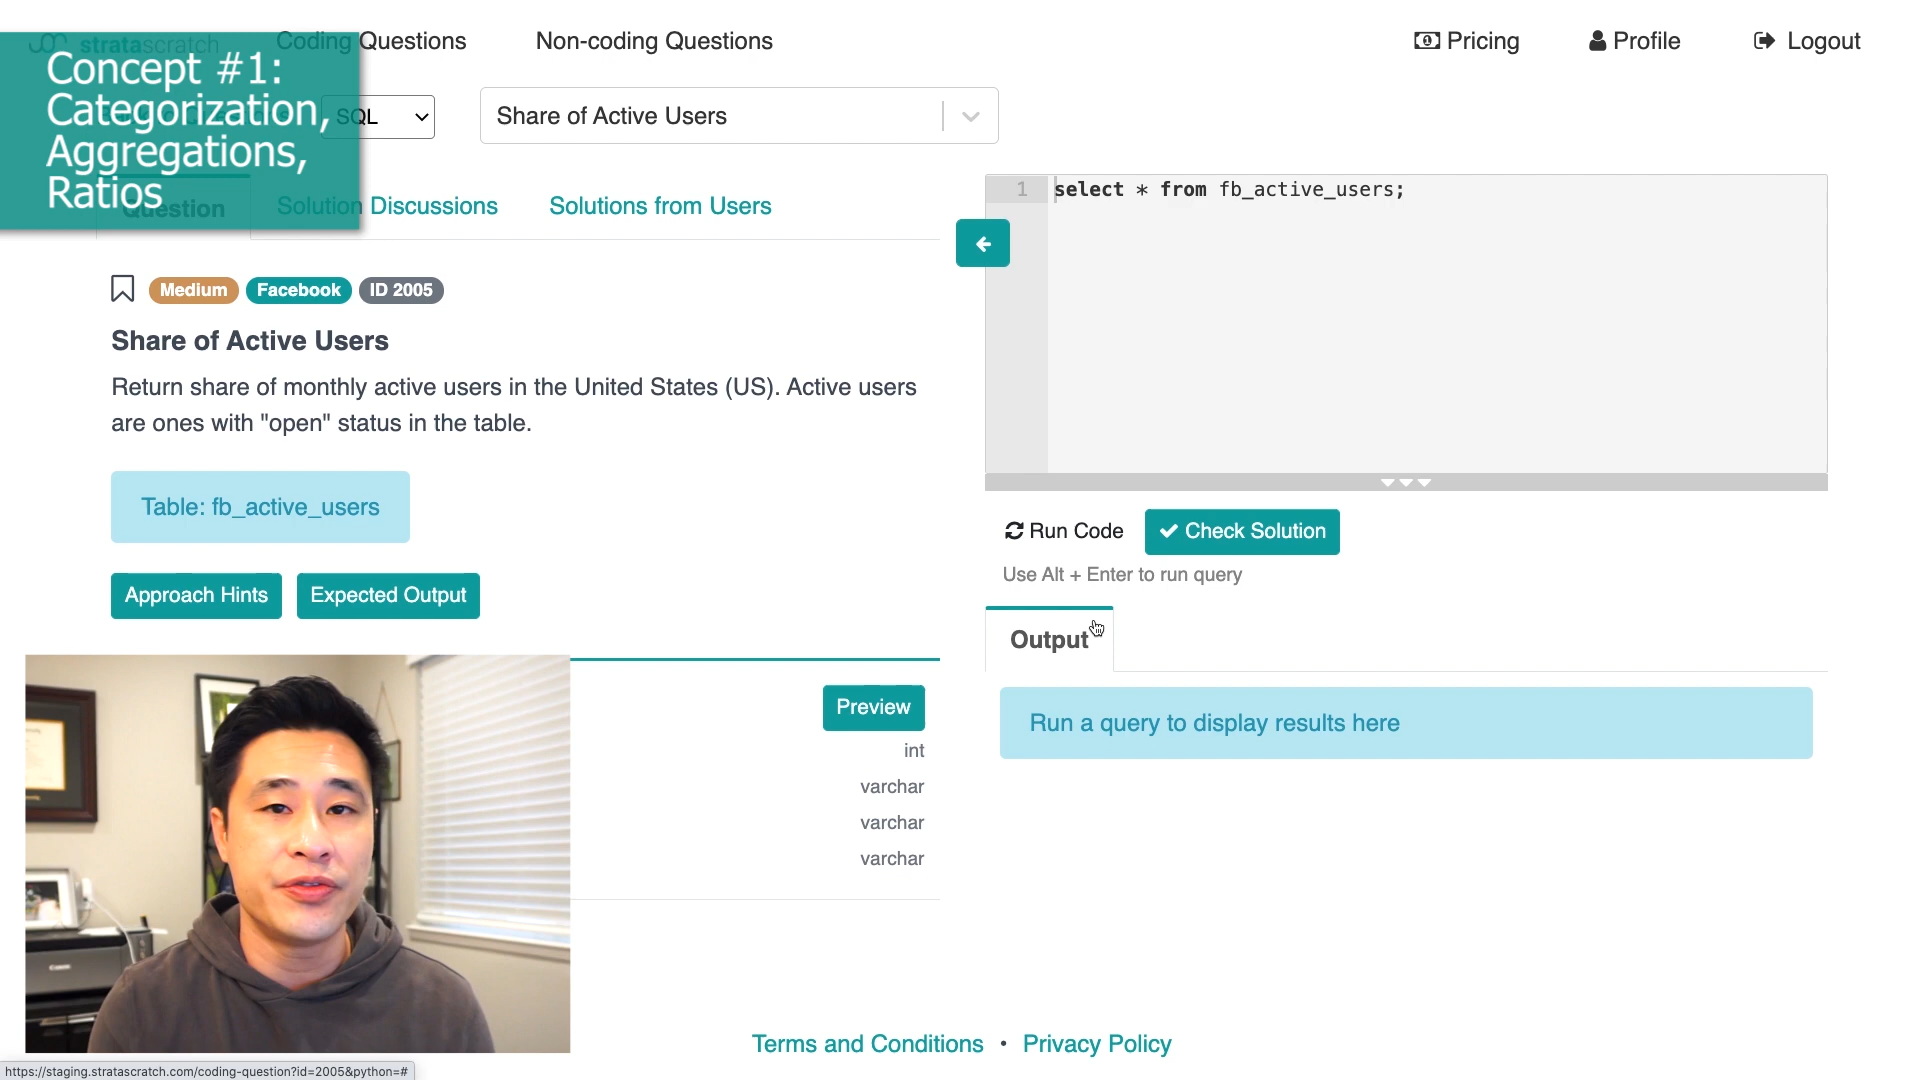 stratascratch
Coding Questions
Non-coding Questions
Pricing
Profile
Logout
Concept #1:
Categorization,
Aggregations,
Ratios
SQL
Share of Active Users
Question
Solution Discussions
Solutions from Users
1 select * from fb_active_users;
Medium Facebook ID 2005
Share of Active Users
Return share of monthly active users in the United States (US). Active users
are ones with "open" status in the table.
Table: fb_active_users
Approach Hints
Expected Output
Run Code
Check Solution
Use Alt + Enter to run query
Output
Run a query to display results here
Preview
int
varchar
varchar
varchar
Canon
Terms and Conditions • Privacy Policy
https://staging.stratascratch.com/coding-question?id=2005&python=#